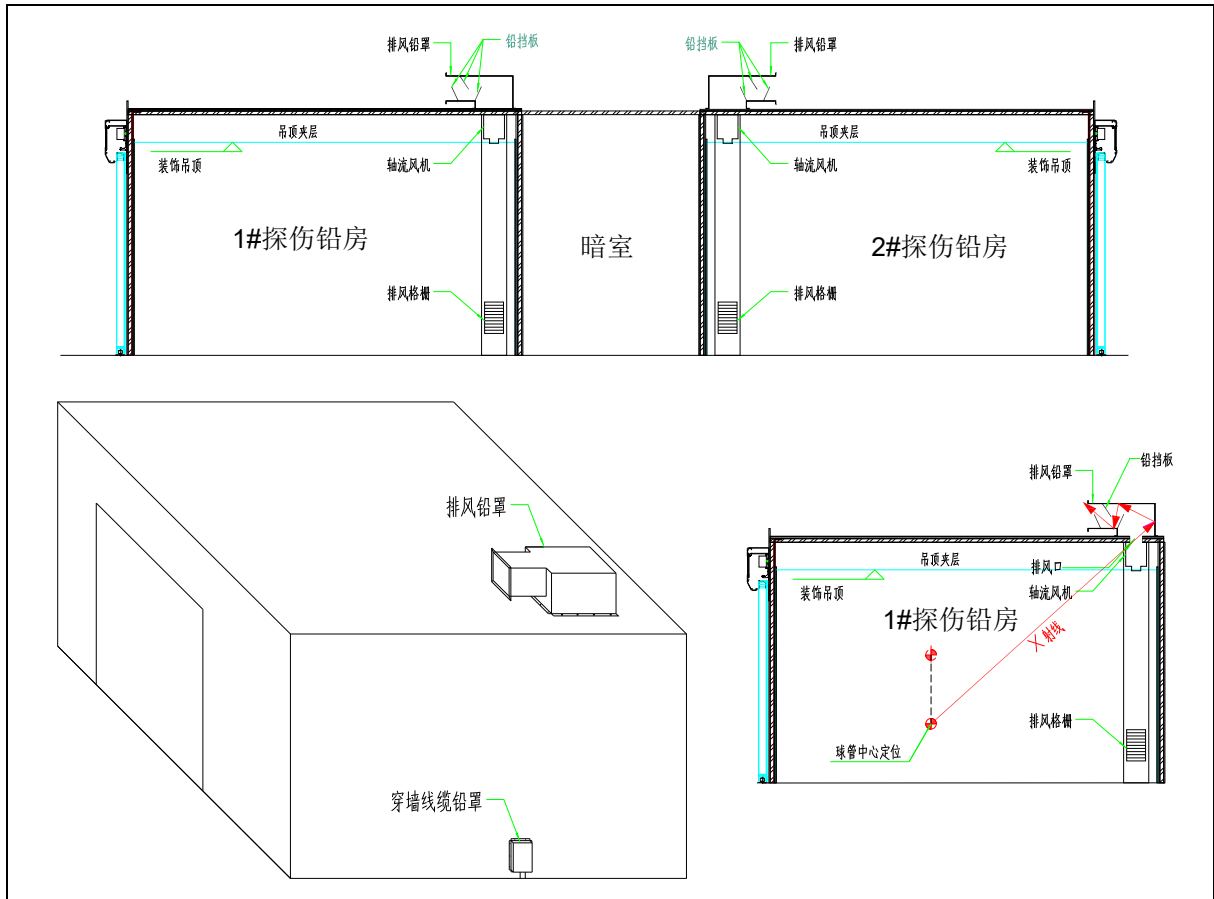 排风铅罩
铅挡板
铅挡板
排风铅罩
吊顶夹层
吊顶夹层
装饰吊顶
轴流风机
轴流风机
装饰吊顶
1#探伤铅房
暗室
2#探伤铅房
排风格栅
排风格栅
排风铅罩
穿墙线缆铅罩
铅挡板
排风铅罩
吊顶夹层
排风口
装饰吊顶
轴流风机
1#探伤铅房
X射线
排风格栅
球管中心定位